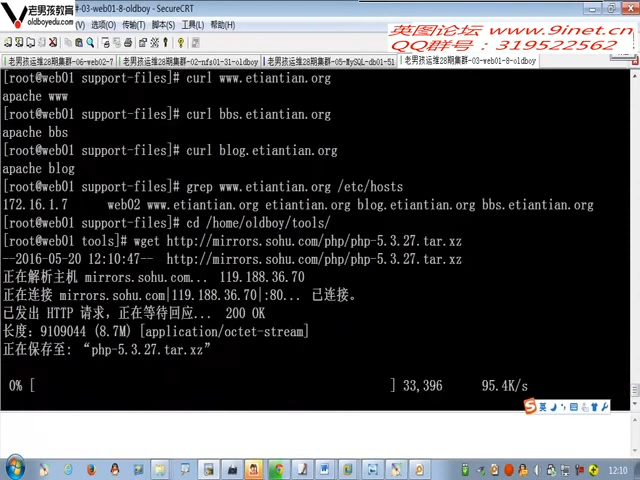 老男孩教育
oldboyedu.com
#-03-web01-8-oldboy - SecureCRT
英图论坛 www.9inet.cn
QQ群号: 319522562
(V) 选项(O) 传输(T) 脚本(S) 工具(L) 帮助(H)
老男孩运维28期集群-06-web02-7 老男孩运维28期集群-02-nfs01-31-oldboy 老男孩运维28期集群-05-MySQL-db01-51 老男孩运维28期集群-03-web01-8-oldboy
[root@web01 support-files]# curl www.etiantian.org
apache www
[root@web01 support-files]# curl bbs.etiantian.org
apache bbs
[root@web01 support-files]# curl blog.etiantian.org
apache blog
[root@web01 support-files]# grep www.etiantian.org /etc/hosts
172.16.1.7 web02 www.etiantian.org etiantian.org blog.etiantian.org bbs.etiantian.org
[root@web01 support-files]# cd /home/oldboy/tools/
[root@web01 tools]# wget http://mirrors.sohu.com/php/php-5.3.27.tar.xz
--2016-05-20 12:10:47-- http://mirrors.sohu.com/php/php-5.3.27.tar.xz
正在解析主机 mirrors.sohu.com... 119.188.36.70
正在连接 mirrors.sohu.com|119.188.36.70|:80... 已连接。
已发出 HTTP 请求，正在等待回应... 200 OK
长度：9109044 (8.7M) [application/octet-stream]
正在保存至: “php-5.3.27.tar.xz”
0% [ ] 33,396 95.4K/s
英
12:10